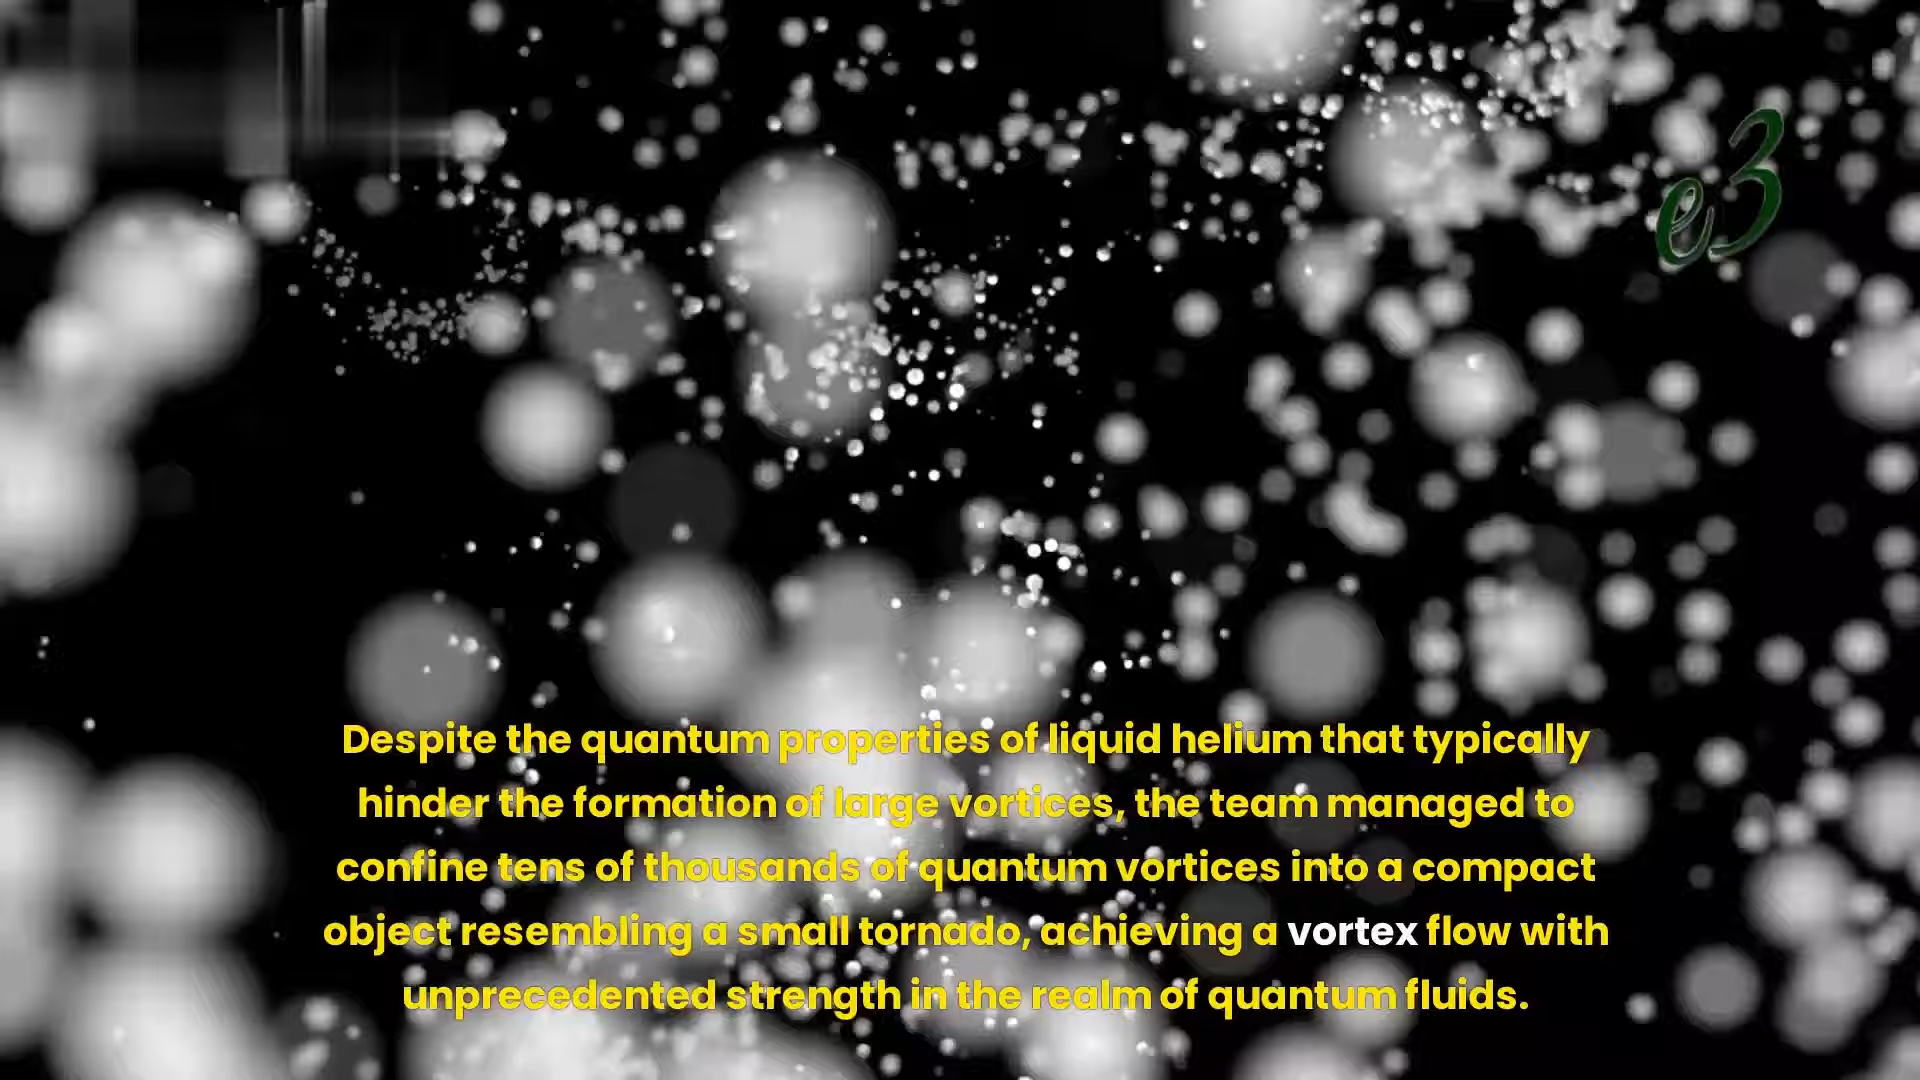 e3
Despite the quantum properties of liquid helium that typically
hinder the formation of large vortices, the team managed to
confine tens of thousands of quantum vortices into a compact
object resembling a small tornado, achieving a vortex flow with
unprecedented strength in the realm of quantum fluids.